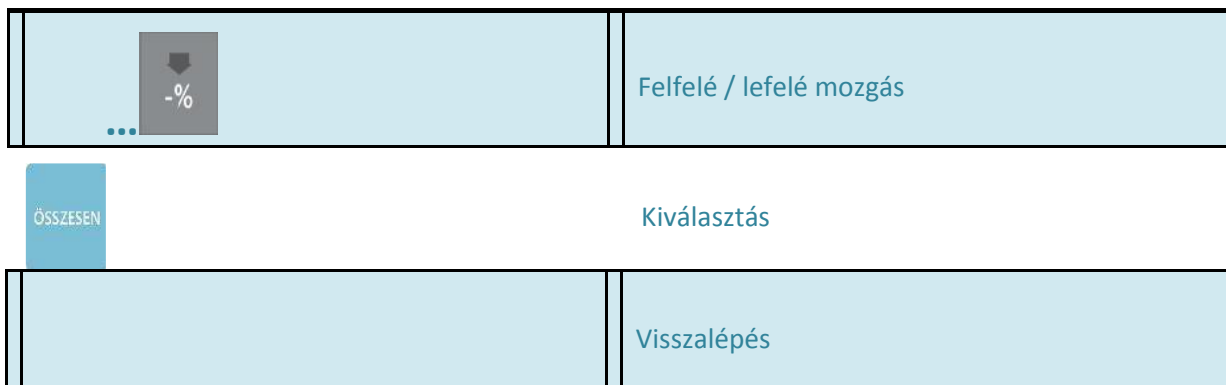 -%
...
Felfelé / lefelé mozgás
ÖSSZESEN
Kiválasztás
Visszalépés